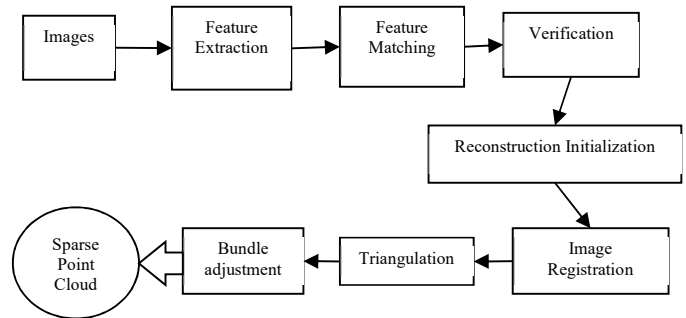 Images
Feature
Extraction
Feature
Matching
Verification
Reconstruction Initialization
Image
Registration
Triangulation
Bundle
adjustment
Sparse
Point
Cloud